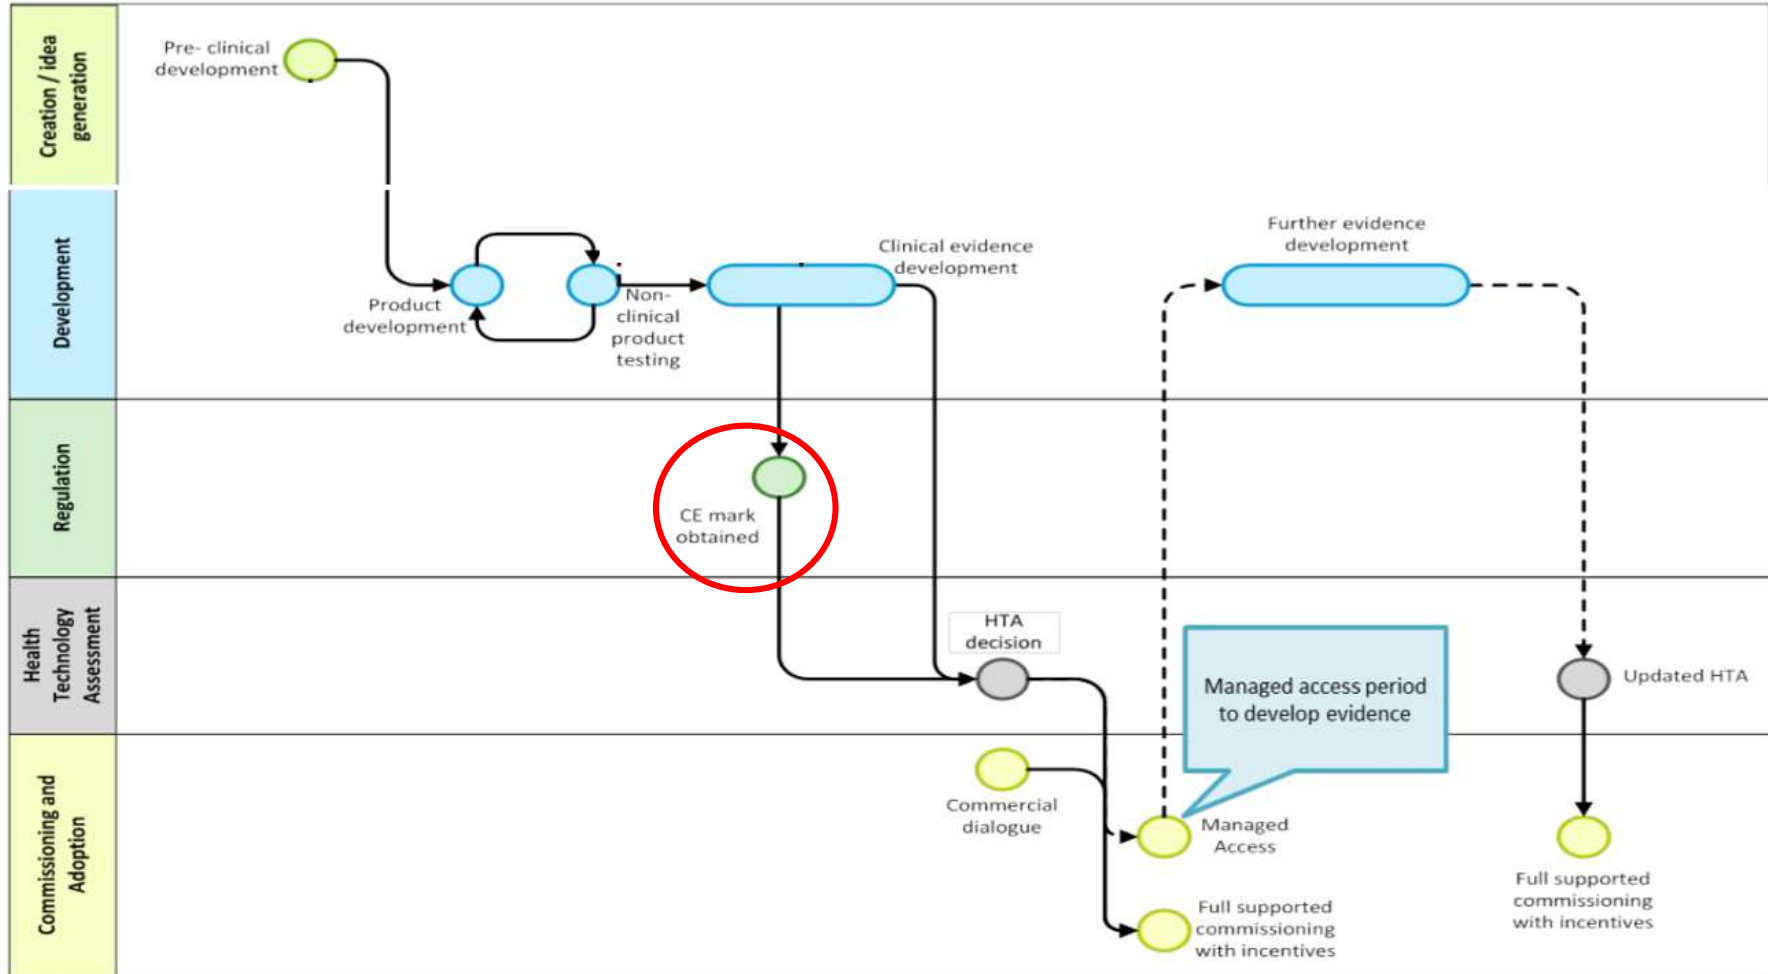 Creation / idea
generation
Pre- clinical
development
Development
Product
development
Non-
clinical
product
testing
Clinical evidence
development
Further evidence
development
Regulation
CE mark
obtained
Health
Technology
Assessment
HTA
decision
Managed access period
to develop evidence
Updated HTA
Commissioning and
Adoption
Commercial
dialogue
Managed
Access
Full supported
commissioning
with incentives
Full supported
commissioning
with incentives